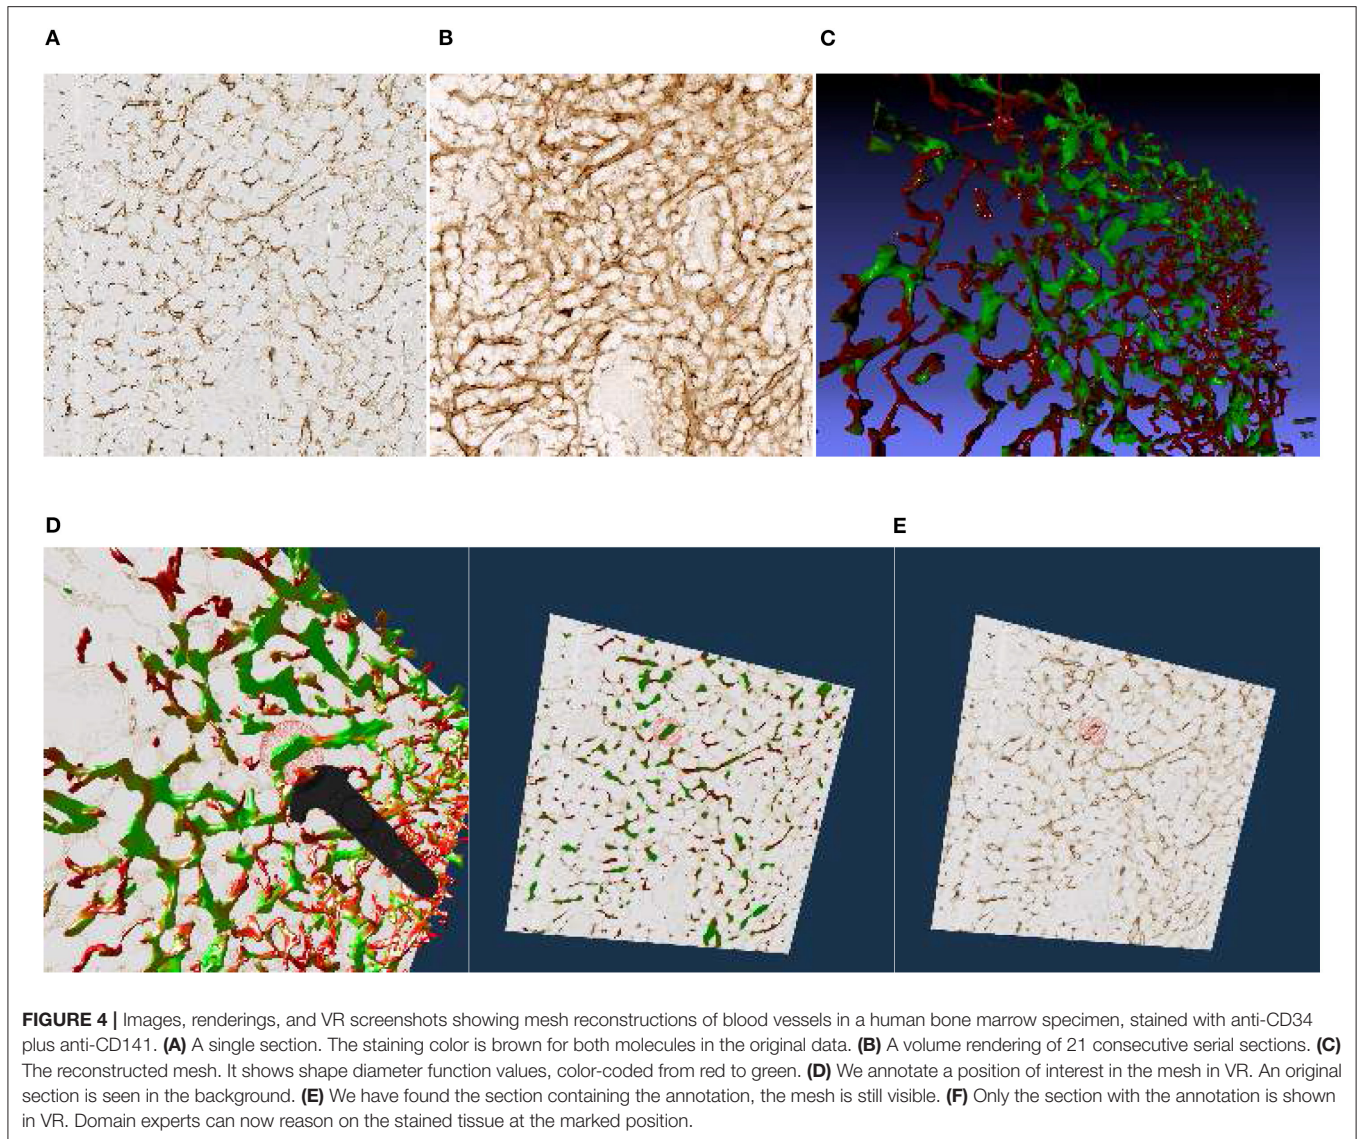 A
B
C
D
E
FIGURE 4 | Images, renderings, and VR screenshots showing mesh reconstructions of blood vessels in a human bone marrow specimen, stained with anti-CD34
plus anti-CD141. (A) A single section. The staining color is brown for both molecules in the original data. (B) A volume rendering of 21 consecutive serial sections. (C)
The reconstructed mesh. It shows shape diameter function values, color-coded from red to green. (D) We annotate a position of interest in the mesh in VR. An original
section is seen in the background. (E) We have found the section containing the annotation, the mesh is still visible. (F) Only the section with the annotation is shown
in VR. Domain experts can now reason on the stained tissue at the marked position.